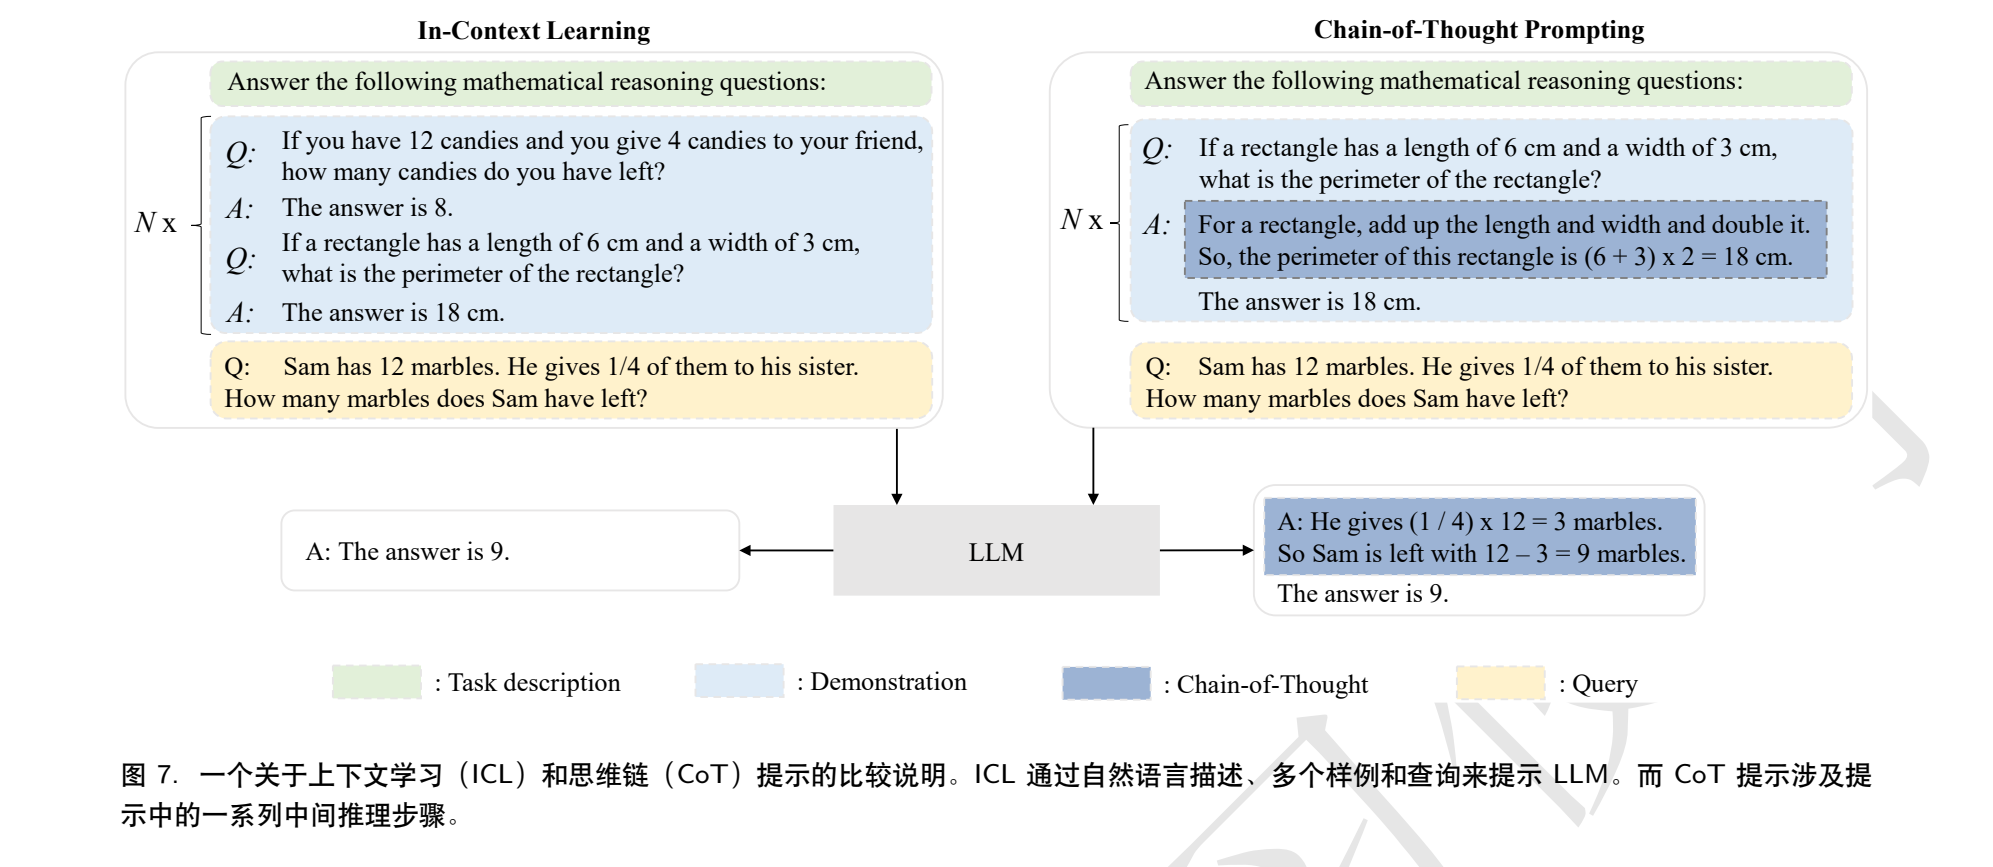 In-Context Learning
Answer the following mathematical reasoning questions:
N x
Q: If you have 12 candies and you give 4 candies to your friend,
how many candies do you have left?
A: The answer is 8.
Q: If a rectangle has a length of 6 cm and a width of 3 cm,
what is the perimeter of the rectangle?
A: The answer is 18 cm.
Q: Sam has 12 marbles. He gives 1/4 of them to his sister.
How many marbles does Sam have left?
Chain-of-Thought Prompting
Answer the following mathematical reasoning questions:
N x
Q: If a rectangle has a length of 6 cm and a width of 3 cm,
what is the perimeter of the rectangle?
A: For a rectangle, add up the length and width and double it.
So, the perimeter of this rectangle is (6 + 3) x 2 = 18 cm.
The answer is 18 cm.
Q: Sam has 12 marbles. He gives 1/4 of them to his sister.
How many marbles does Sam have left?
A: The answer is 9.
LLM
A: He gives (1 / 4) x 12 = 3 marbles.
So Sam is left with 12 – 3 = 9 marbles.
The answer is 9.
: Task description
: Demonstration
: Chain-of-Thought
: Query
图 7. 一个关于上下文学习（ICL）和思维链（CoT）提示的比较说明。ICL 通过自然语言描述、多个样例和查询来提示 LLM。而 CoT 提示涉及提
示中的一系列中间推理步骤。